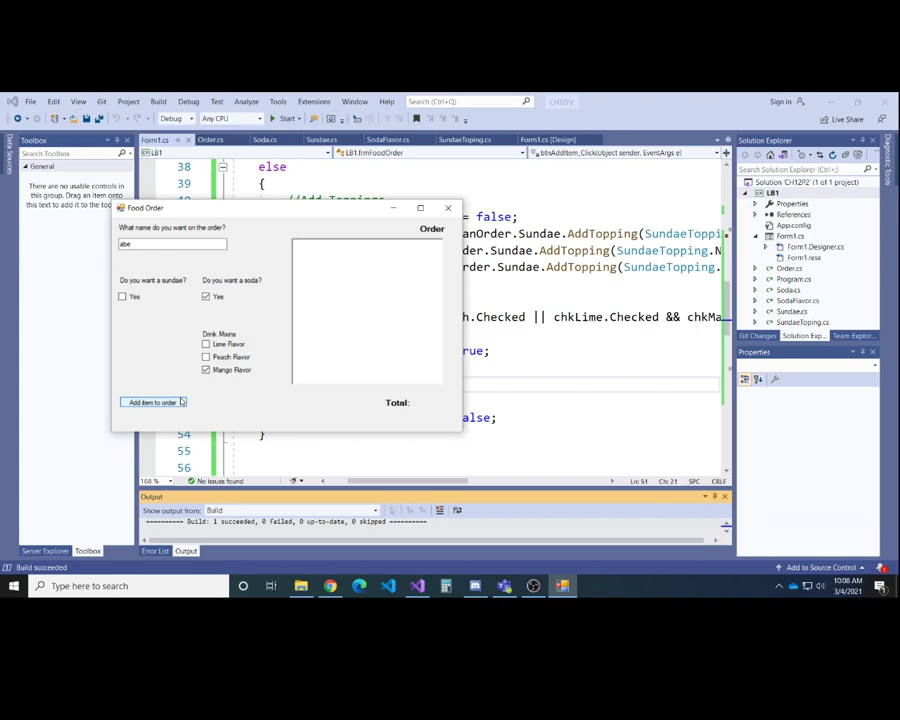 File Edit View Git Project Build Debug Test Analyze Tools Extensions Window Help Search (Ctrl+Q) CH12P2 Sign in
Debug Any CPU Start Live Share
Data Sources
Toolbox
Search Toolbox
General
There are no usable controls in
this group. Drag an item onto
this text to add it to the
Form1.cs Order.cs Soda.cs Sundae.cs SodaFlavor.cs SundaeTopping.cs Form1.cs [Design]
LB1 LB1.frmFoodOrder btnAddItem_Click(object sender, EventArgs e)
38 else
39 {
= false;
.Sundae.AddTopping(SundaeToppi
rder.Sundae.AddTopping(SundaeTopping.N
rder.Sundae.AddTopping(SundaeTopping.
h.Checked || chkLime.Checked && chkMa
rue;
alse;
54 }
55
56
Food Order
What name do you want on the order?
abe
Order
Do you want a sundae? Do you want a soda?
Yes Yes
Drink Mixins
Lime Flavor
Peach Flavor
Mango Flavor
Add item to order
Total:
168 % No issues found Ln: 51 Ch: 21 SPC CRLF
Output
Show output from: Build
========== Build: 1 succeeded, 0 failed, 0 up-to-date, 0 skipped ==========
Server Explorer Toolbox Error List Output
Solution Explorer
Search Solution Explorer (Ctrl+;)
Solution 'CH12P2' (1 of 1 project)
LB1
Properties
References
App.config
Form1.cs
Form1.Designer.cs
Form1.resx
Order.cs
Program.cs
Soda.cs
SodaFlavor.cs
Sundae.cs
SundaeTopping.cs
Git Changes Solution Exp... Team Explor...
Properties
Diagnostic Tools
Build succeeded Add to Source Control
Type here to search
10:08 AM
3/4/2021